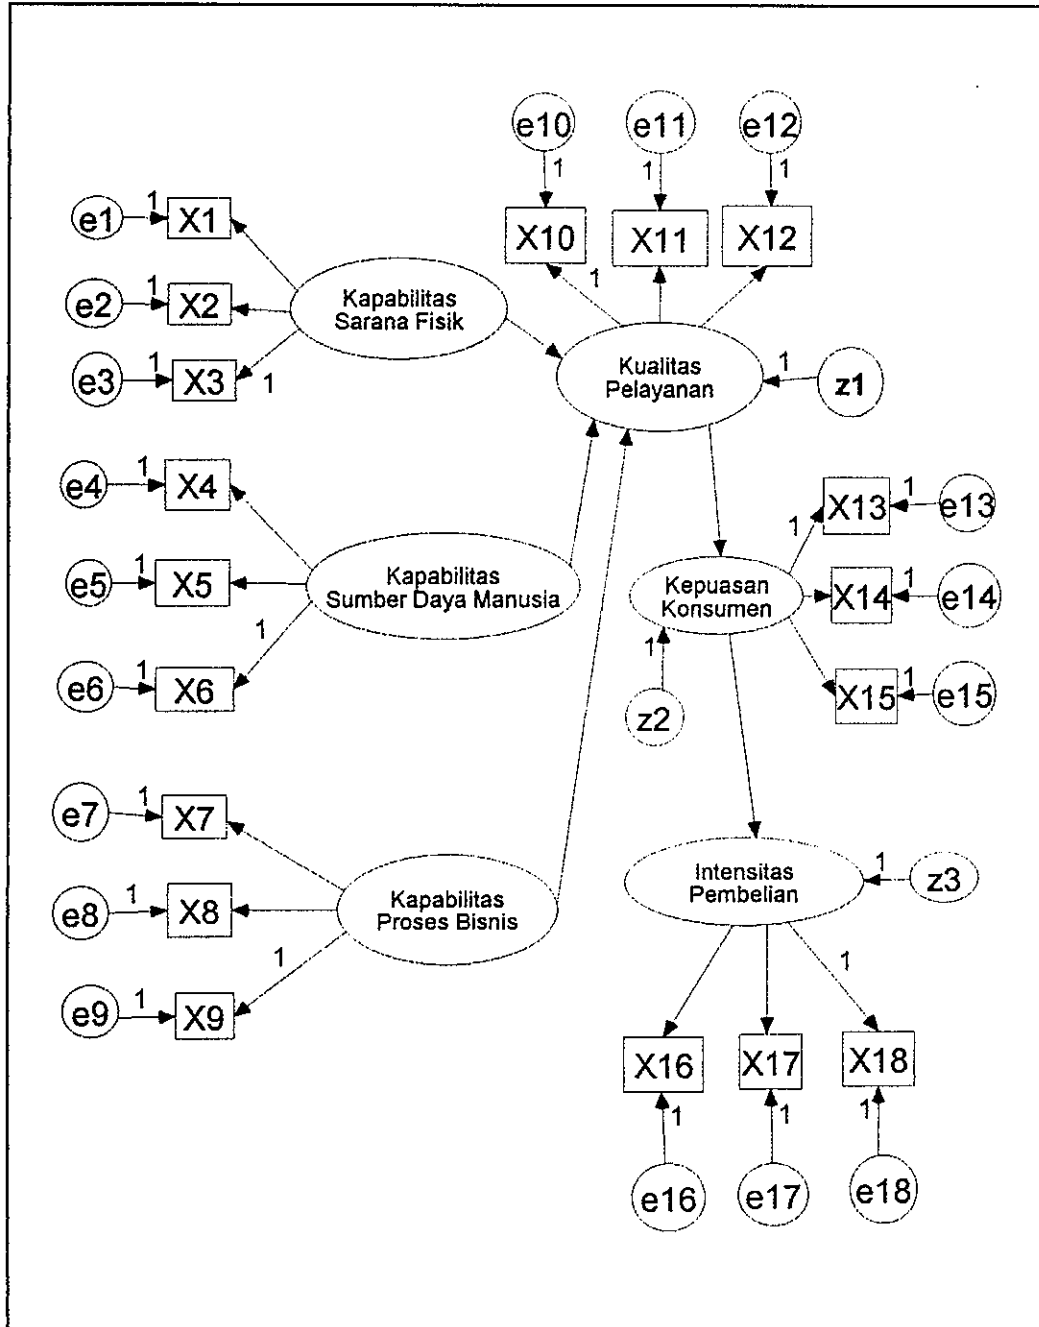 e10
e11
e12
1
1
1
X10
X11
X12
1
e1
1
X1
e2
1
X2
e3
1
X3
1
Kapabilitas
Sarana Fisik
Kualitas
Pelayanan
1
z1
e4
1
X4
e5
1
X5
e6
1
X6
1
Kapabilitas
Sumber Daya Manusia
Kepuasan
Konsumen
1
z2
1
X13
1
e13
X14
1
e14
X15
1
e15
e7
1
X7
e8
1
X8
e9
1
X9
1
Kapabilitas
Proses Bisnis
Intensitas
Pembelian
1
z3
1
X16
X17
X18
1
1
1
e16
e17
e18